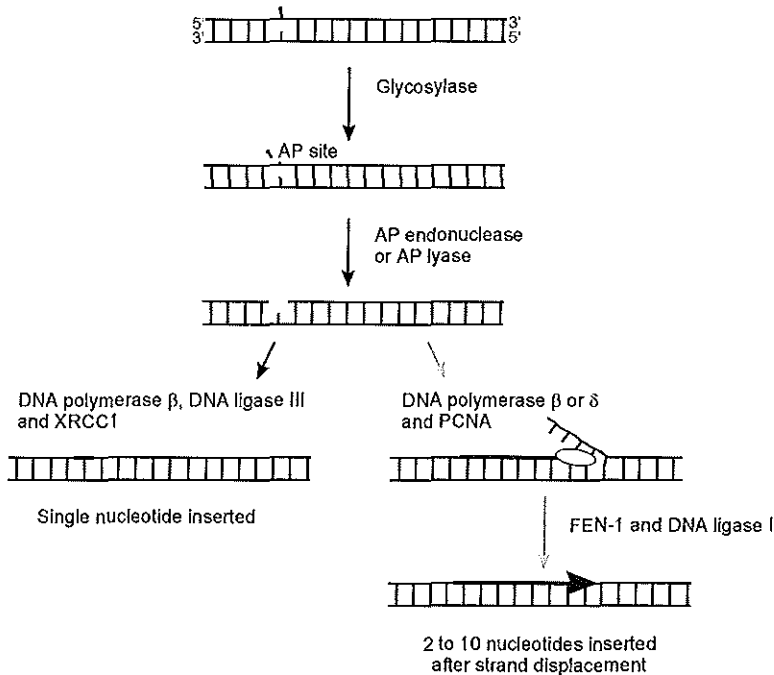 5' 3'
3' 5'
Glycosylase
AP site
AP endonuclease
or AP lyase
DNA polymerase β, DNA ligase III
and XRCC1
DNA polymerase β or δ
and PCNA
Single nucleotide inserted
FEN-1 and DNA ligase I
2 to 10 nucleotides inserted
after strand displacement